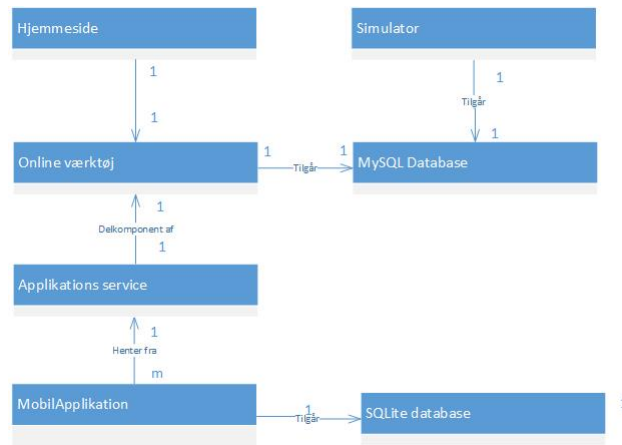 Hjemmeside
Simulator
1
1
Tilgår
1
1
Online værktøj
1
Tilgår
1
MySQL Database
1
Delkomponent af
1
Applikations service
1
Henter fra
m
MobilApplikation
1
Tilgår
SQLite database